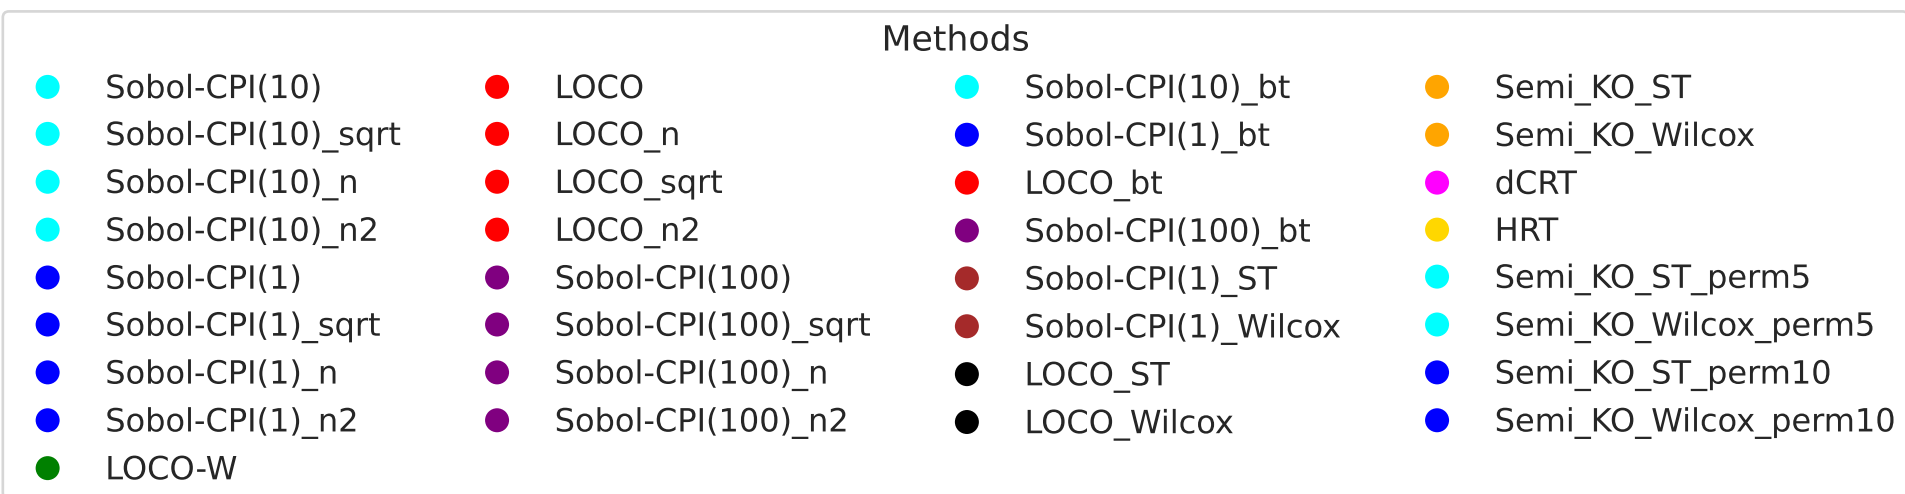 Methods
Sobol-CPI(10)
Sobol-CPI(10)_sqrt
Sobol-CPI(10)_n
Sobol-CPI(10)_n2
Sobol-CPI(1)
Sobol-CPI(1)_sqrt
Sobol-CPI(1)_n
Sobol-CPI(1)_n2
LOCO-W
LOCO
LOCO_n
LOCO_sqrt
LOCO_n2
Sobol-CPI(100)
Sobol-CPI(100)_sqrt
Sobol-CPI(100)_n
Sobol-CPI(100)_n2
Sobol-CPI(10)_bt
Sobol-CPI(1)_bt
LOCO_bt
Sobol-CPI(100)_bt
Sobol-CPI(1)_ST
Sobol-CPI(1)_Wilcox
LOCO_ST
LOCO_Wilcox
Semi_KO_ST
Semi_KO_Wilcox
dCRT
HRT
Semi_KO_ST_perm5
Semi_KO_Wilcox_perm5
Semi_KO_ST_perm10
Semi_KO_Wilcox_perm10